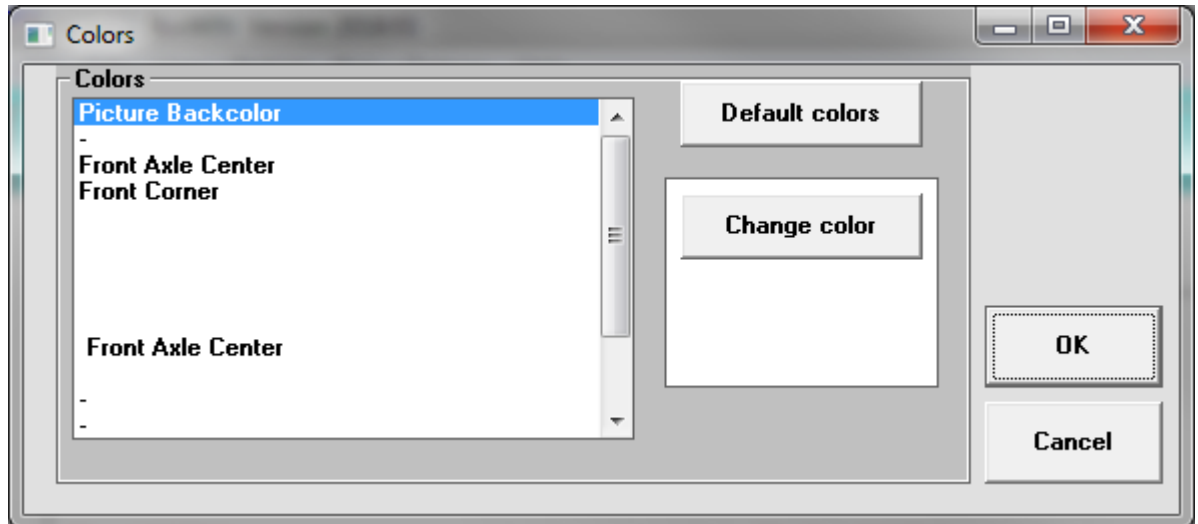 Colors
Colors
Picture Backcolor
-
Front Axle Center
Front Corner
Front Axle Center
-
-
Default colors
Change color
OK
Cancel